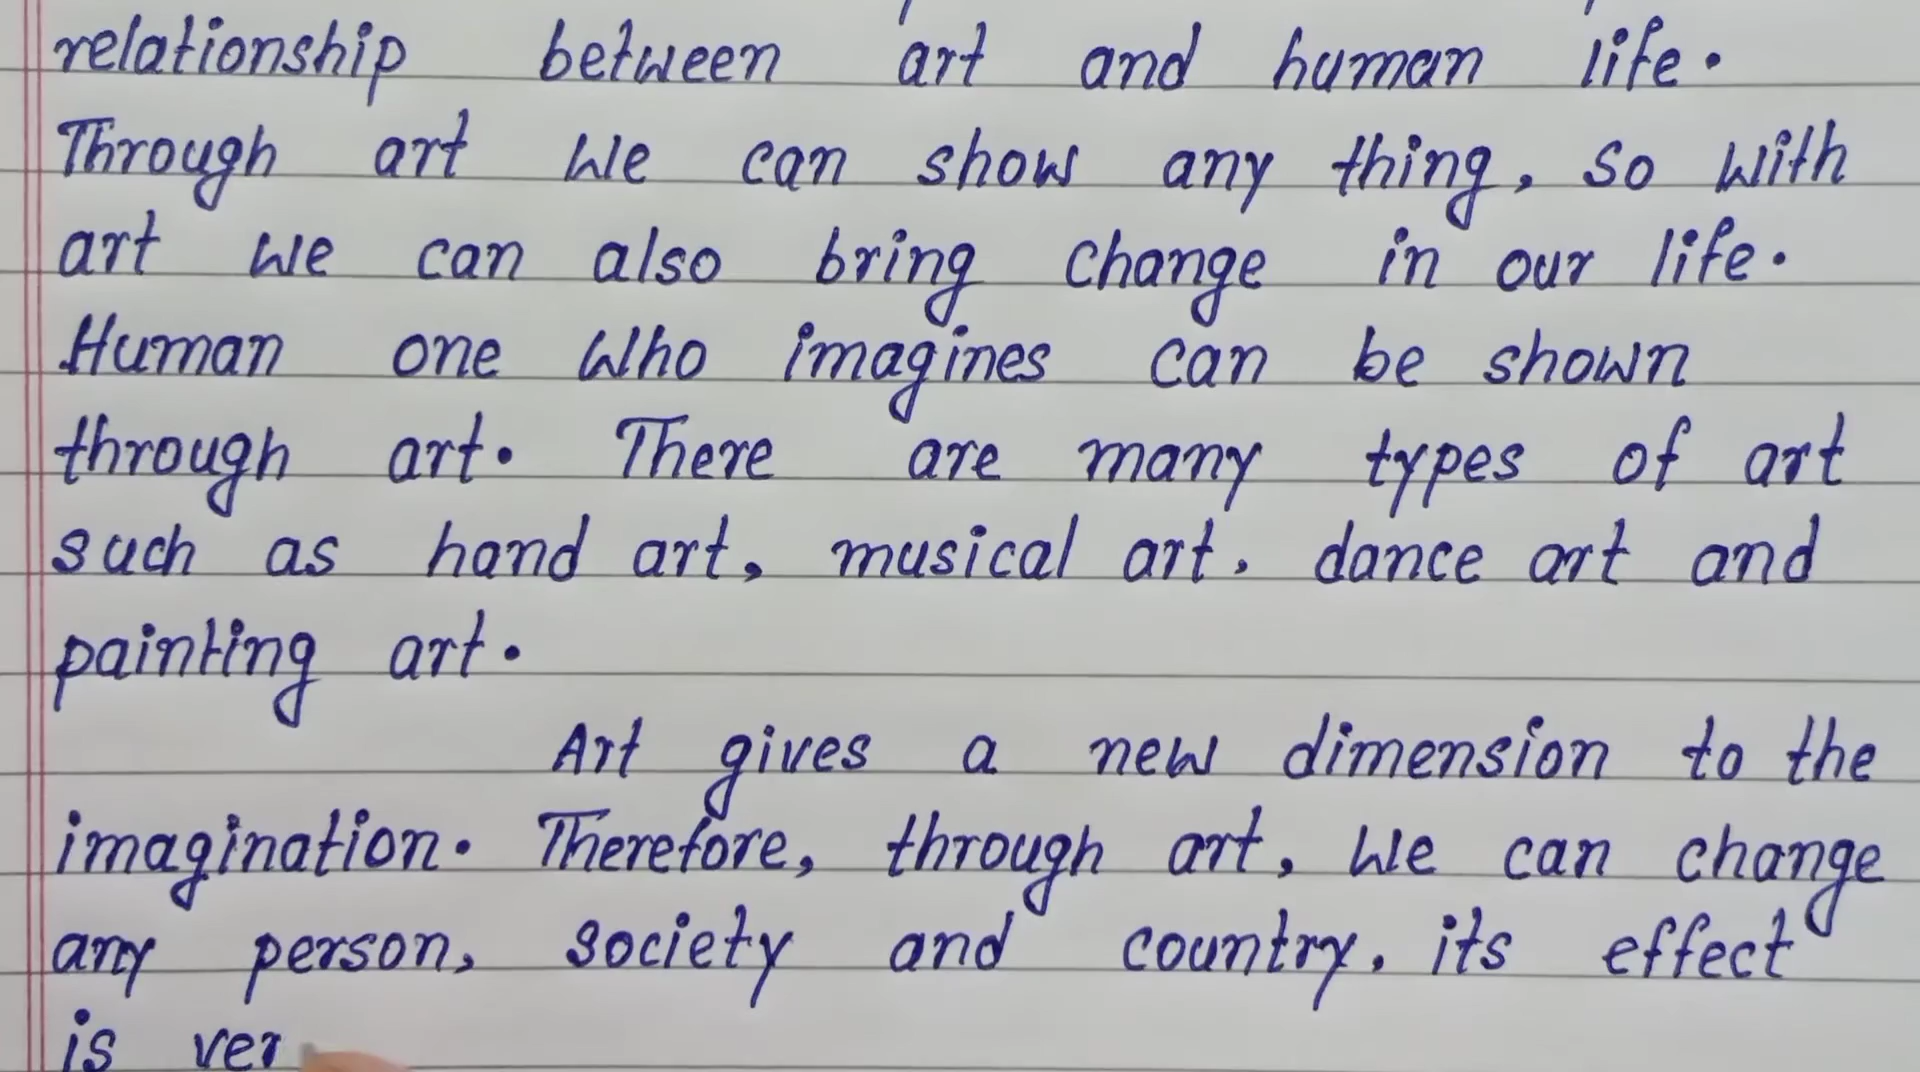 relationship between art and human life.
Through art we can show any thing, so with
art we can also bring change in our life.
Human one who imagines can be shown
through art. There are many types of art
such as hand art, musical art, dance art and
painting art.
Art gives a new dimension to the
imagination. Therefore, through art, we can change
any person, society and country, its effect
is ver